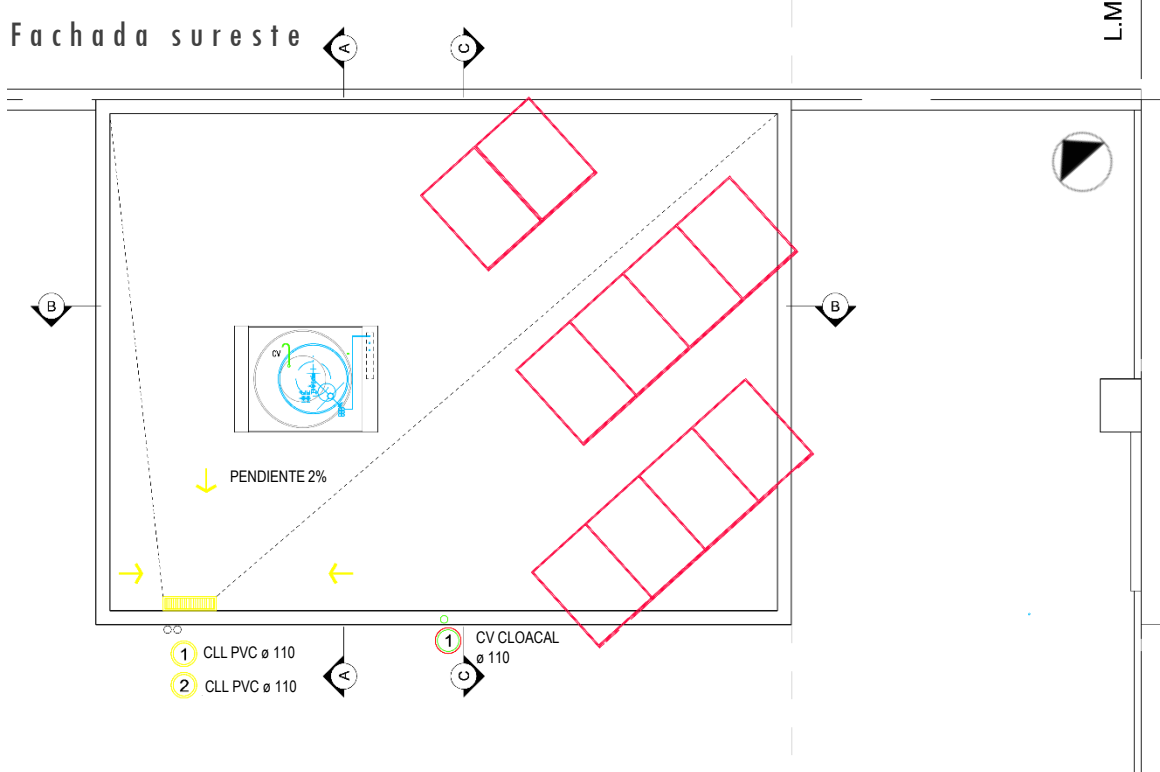 Fachada sureste
L.M
A
C
B
B
CV
PENDIENTE 2%
1 CLL PVC ø 110
2 CLL PVC ø 110
1 CV CLOACAL
ø 110
A
C